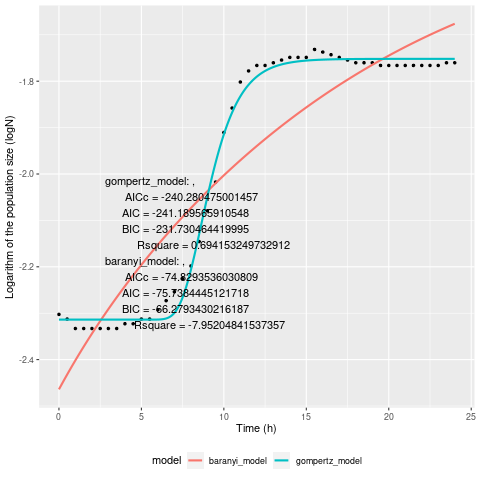 Logarithm of the population size (logN)
-1.8
-2.0
-2.2
-2.4
gompertz_model: ,
AICc = -240.280475001457
AIC = -241.189565910548
BIC = -231.730464419995
Rsquare = 0.694153249732912
baranyi_model: ,
AICc = -74.8293536030809
AIC = -75.7384445121718
BIC = -66.2793430216187
Rsquare = -7.95204841537357
0 5 10 15 20 25
Time (h)
model baranyi_model gompertz_model